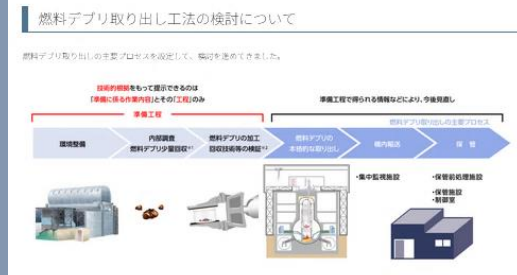 燃料デブリ取り出し工法の検討について
燃料デブリ取り出しの主要プロセスを設定して、検討を進めてきました。
技術的根拠をもって提示できるのは
「準備に係る作業内容」とその「工程」のみ
準備工程
準備工程で得られる情報などにより、今後見直し
燃料デブリ取り出しの主要プロセス
環境整備
内部調査
燃料デブリ少量回収※1
燃料デブリの加工
回収技術等の検証※2
燃料デブリの
本格的な取り出し
構内輸送
保 管
・集中監視施設
・保管前処理施設
・保管施設
・制御室